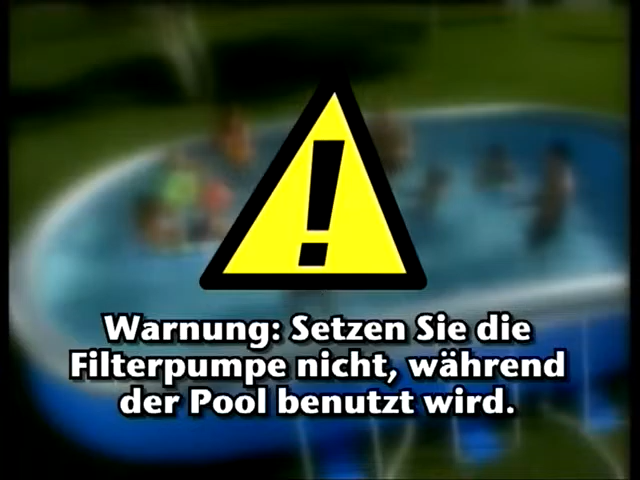 Warnung: Setzen Sie die
Filterpumpe nicht, während
der Pool benutzt wird.